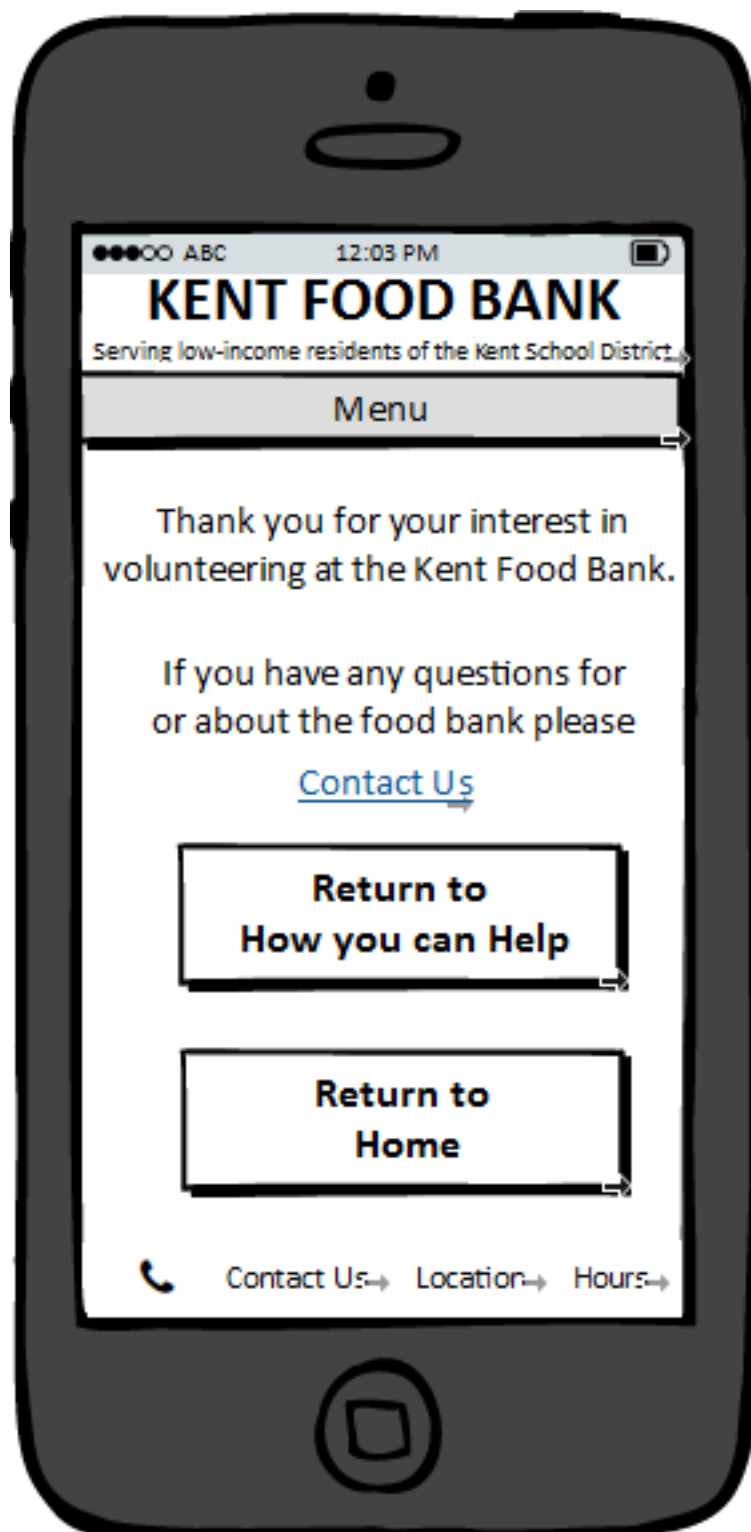 ABC 12:03 PM
KENT FOOD BANK
Serving low-income residents of the Kent School District
Menu
Thank you for your interest in
volunteering at the Kent Food Bank.
If you have any questions for
or about the food bank please
Contact Us
Return to
How you can Help
Return to
Home
Contact Us Location Hours